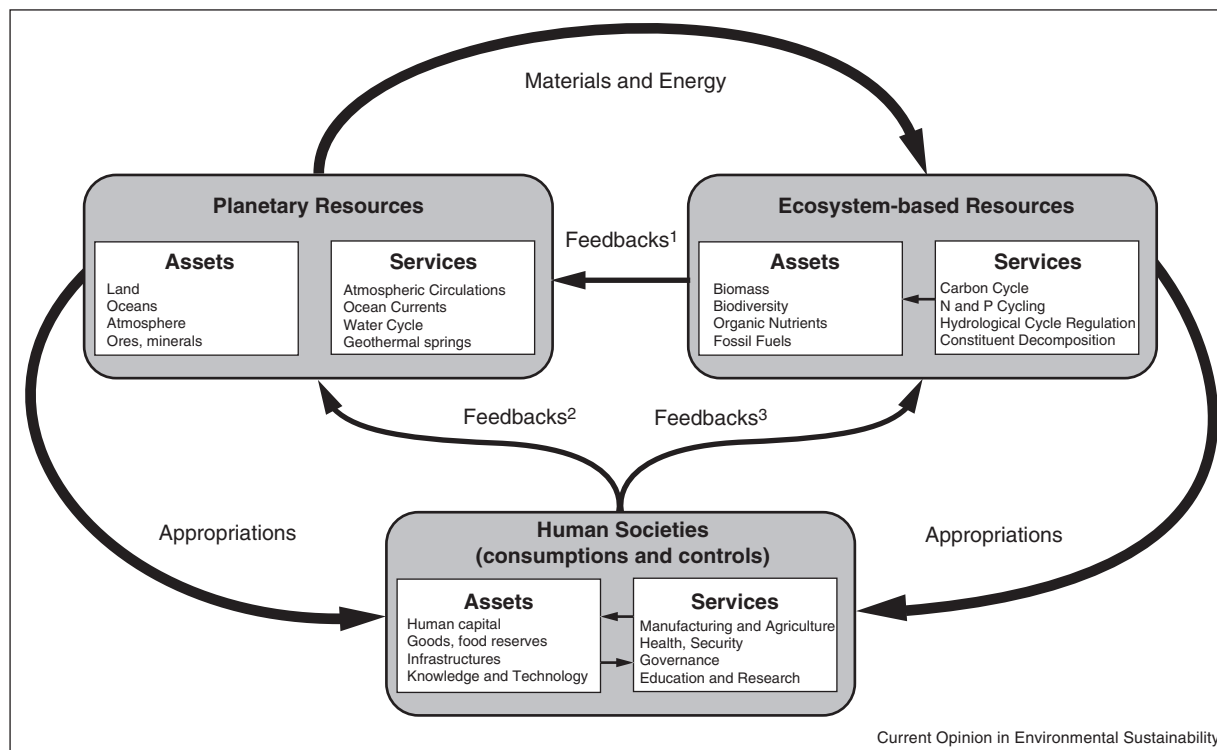 Materials and Energy
Planetary Resources
Assets
Land
Oceans
Atmosphere
Ores, minerals
Services
Atmospheric Circulations
Ocean Currents
Water Cycle
Geothermal springs
Feedbacks¹
Ecosystem-based Resources
Assets
Biomass
Biodiversity
Organic Nutrients
Fossil Fuels
Services
Carbon Cycle
N and P Cycling
Hydrological Cycle Regulation
Constituent Decomposition
Feedbacks²
Feedbacks³
Appropriations
Appropriations
Human Societies
(consumptions and controls)
Assets
Human capital
Goods, food reserves
Infrastructures
Knowledge and Technology
Services
Manufacturing and Agriculture
Health, Security
Governance
Education and Research
Current Opinion in Environmental Sustainability